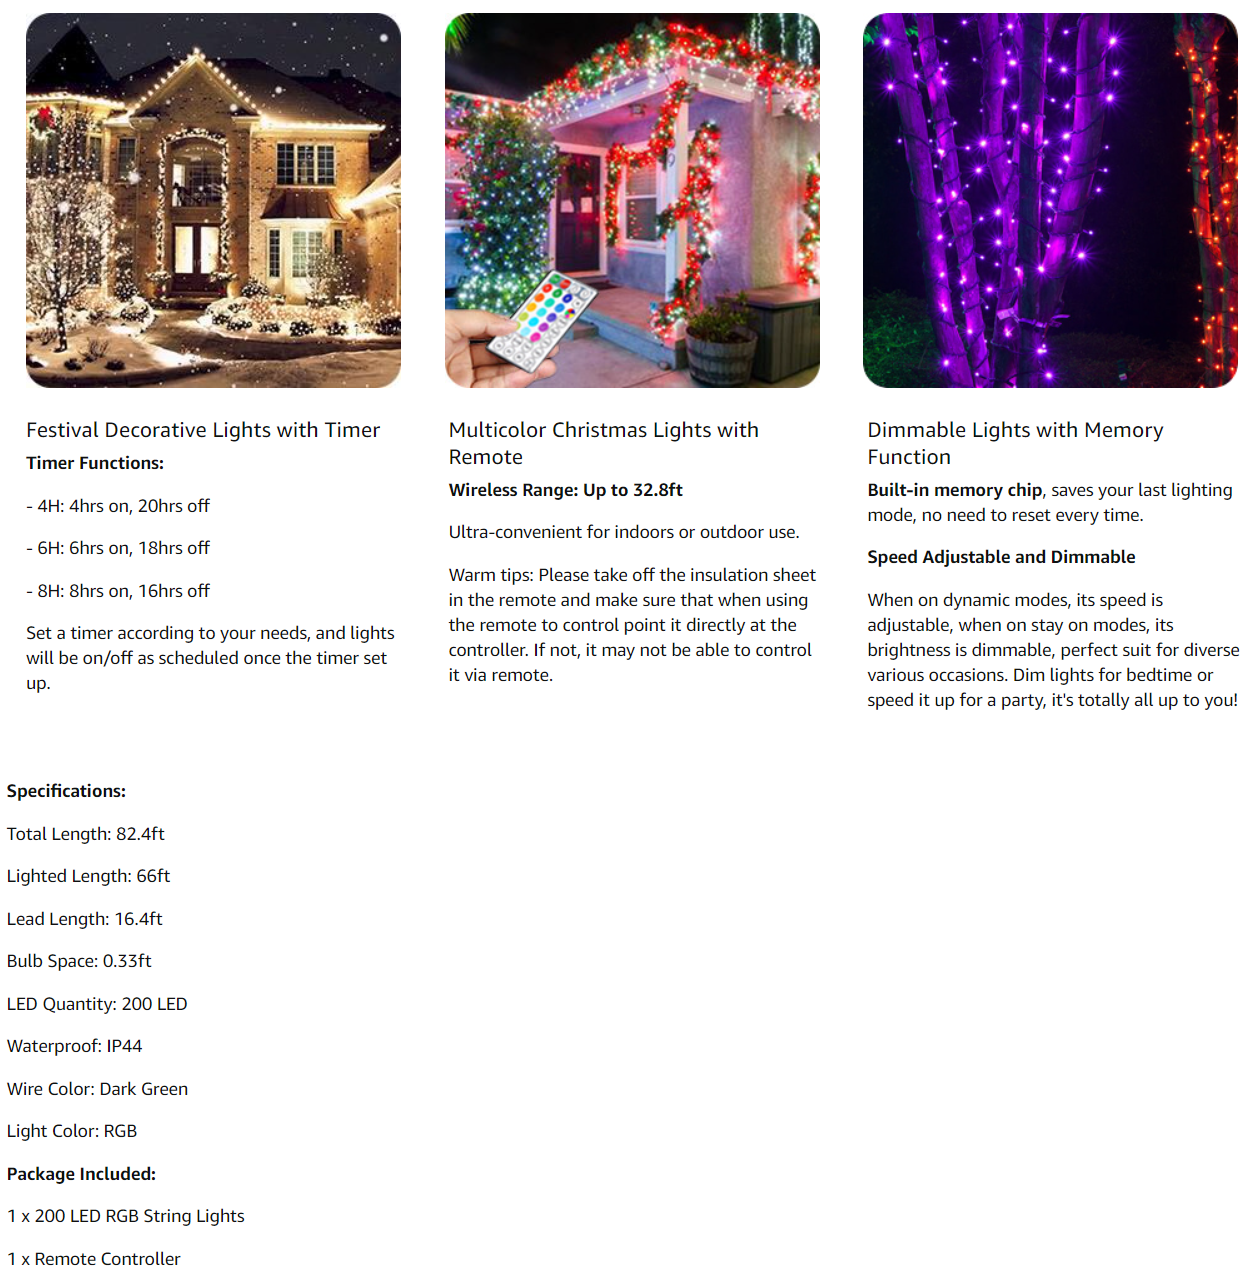 Festival Decorative Lights with Timer
Timer Functions:
- 4H: 4hrs on, 20hrs off
- 6H: 6hrs on, 18hrs off
- 8H: 8hrs on, 16hrs off
Set a timer according to your needs, and lights
will be on/off as scheduled once the timer set
up.
Multicolor Christmas Lights with
Remote
Wireless Range: Up to 32.8ft
Ultra-convenient for indoors or outdoor use.
Warm tips: Please take off the insulation sheet
in the remote and make sure that when using
the remote to control point it directly at the
controller. If not, it may not be able to control
it via remote.
Dimmable Lights with Memory
Function
Built-in memory chip, saves your last lighting
mode, no need to reset every time.
Speed Adjustable and Dimmable
When on dynamic modes, its speed is
adjustable, when on stay on modes, its
brightness is dimmable, perfect suit for diverse
various occasions. Dim lights for bedtime or
speed it up for a party, it's totally all up to you!
Specifications:
Total Length: 82.4ft
Lighted Length: 66ft
Lead Length: 16.4ft
Bulb Space: 0.33ft
LED Quantity: 200 LED
Waterproof: IP44
Wire Color: Dark Green
Light Color: RGB
Package Included:
1 x 200 LED RGB String Lights
1 x Remote Controller